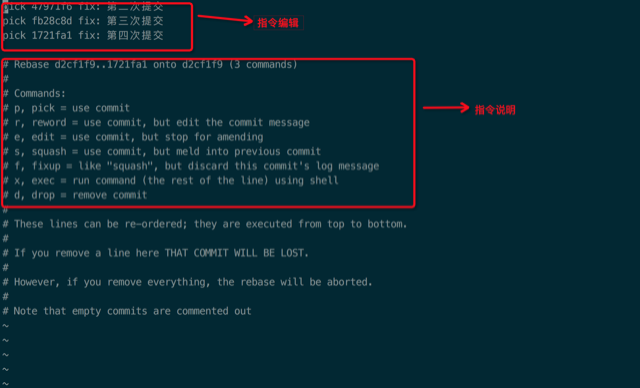 pick 47971f6 fix: 第二次提交
pick fb28c8d fix: 第三次提交
pick 1721fa1 fix: 第四次提交
指令编辑
# Rebase d2cf1f9..1721fa1 onto d2cf1f9 (3 commands)
#
# Commands:
# p, pick = use commit
# r, reword = use commit, but edit the commit message
# e, edit = use commit, but stop for amending
# s, squash = use commit, but meld into previous commit
# f, fixup = like "squash", but discard this commit's log message
# x, exec = run command (the rest of the line) using shell
# d, drop = remove commit
指令说明
#
# These lines can be re-ordered; they are executed from top to bottom.
#
# If you remove a line here THAT COMMIT WILL BE LOST.
#
# However, if you remove everything, the rebase will be aborted.
#
# Note that empty commits are commented out
~
~
~
~
~